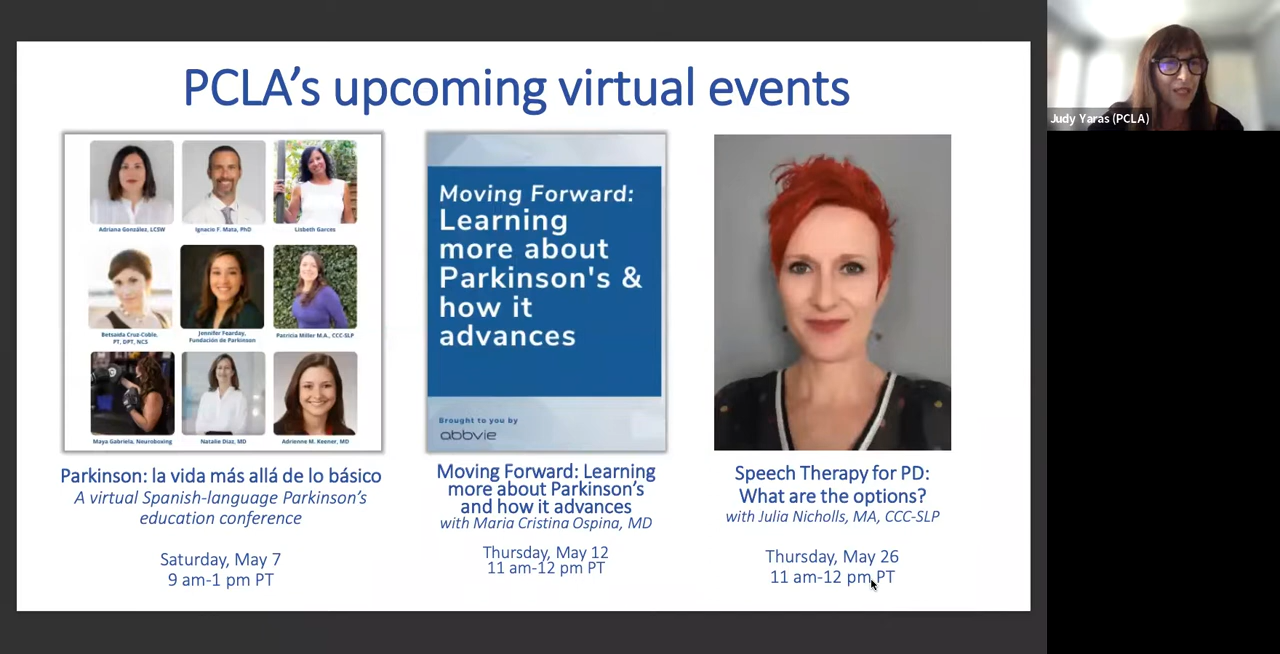 PCLA's upcoming virtual events
Adriana González, LCSW
Ignacio F. Mata, PhD
Lisbeth Garces
Betsaida Cruz-Coble,
PT, DPT, NCS
Jennifer Fearday,
Fundación de Parkinson
Patricia Miller M.A., CCC-SLP
Maya Gabriela, Neuroboxing
Natalie Diaz, MD
Adrienne M. Keener, MD
Parkinson: la vida más allá de lo básico
A virtual Spanish-language Parkinson's
education conference
Saturday, May 7
9 am-1 pm PT
Moving Forward:
Learning
more about
Parkinson's &
how it
advances
Brought to you by
abbvie
Moving Forward: Learning
more about Parkinson's
and how it advances
with Maria Cristina Ospina, MD
Thursday, May 12
11 am-12 pm PT
Speech Therapy for PD:
What are the options?
with Julia Nicholls, MA, CCC-SLP
Thursday, May 26
11 am-12 pm PT
Judy Yaras (PCLA)